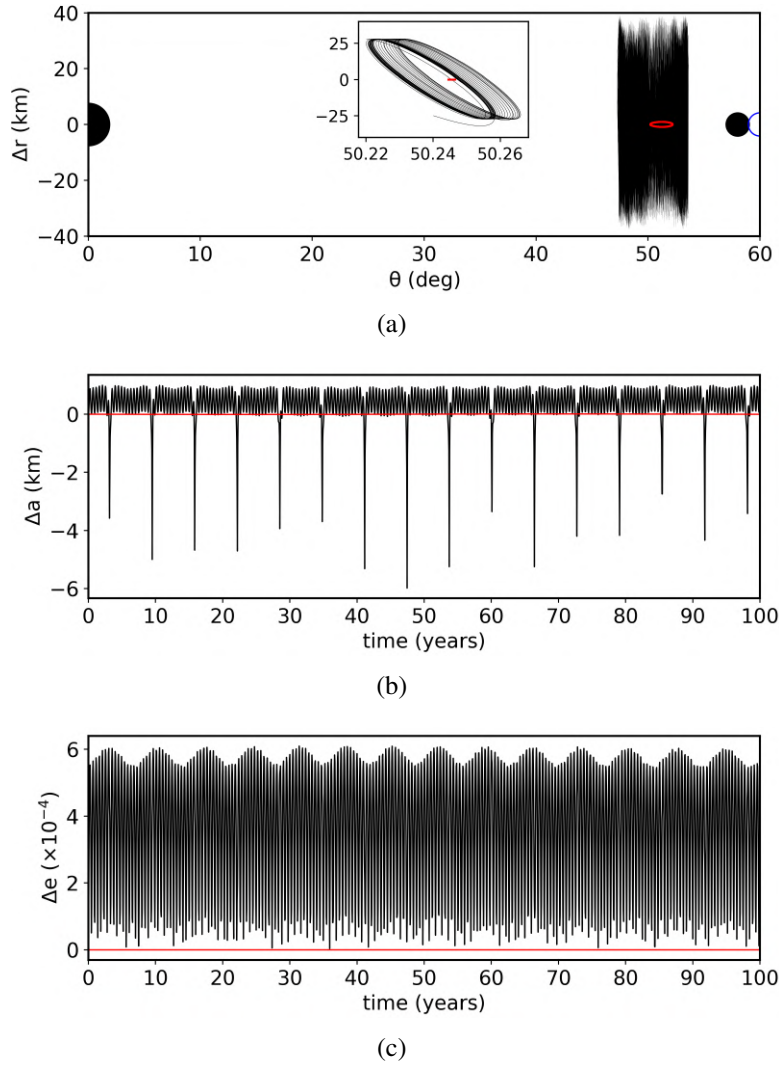 40
20
0
−20
−40
Δr (km)
25
0
−25
50.22 50.24 50.26
0 10 20 30 40 50 60
θ (deg)
(a)
0
−2
−4
−6
Δa (km)
0 10 20 30 40 50 60 70 80 90 100
time (years)
(b)
6
4
2
0
Δe (×10⁻⁴)
0 10 20 30 40 50 60 70 80 90 100
time (years)
(c)